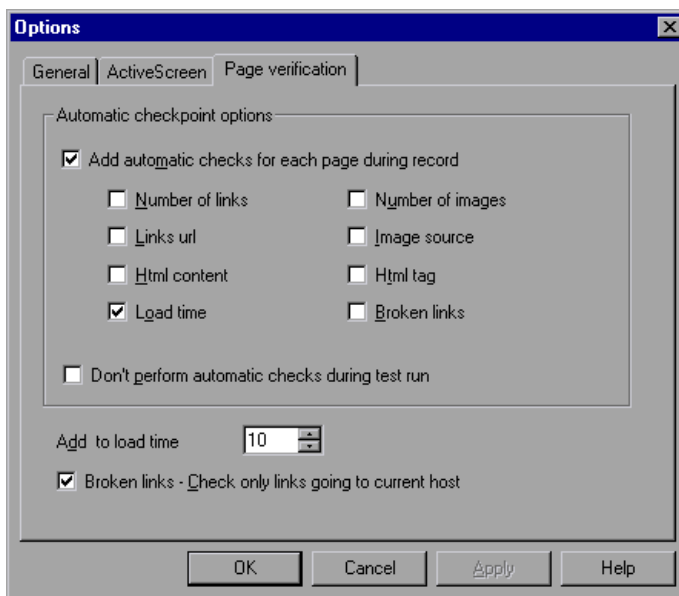 Options
General ActiveScreen Page verification
Automatic checkpoint options
Add automatic checks for each page during record
Number of links Number of images
Links url Image source
Html content Html tag
Load time Broken links
Don't perform automatic checks during test run
Add to load time 10
Broken links - Check only links going to current host
OK Cancel Apply Help